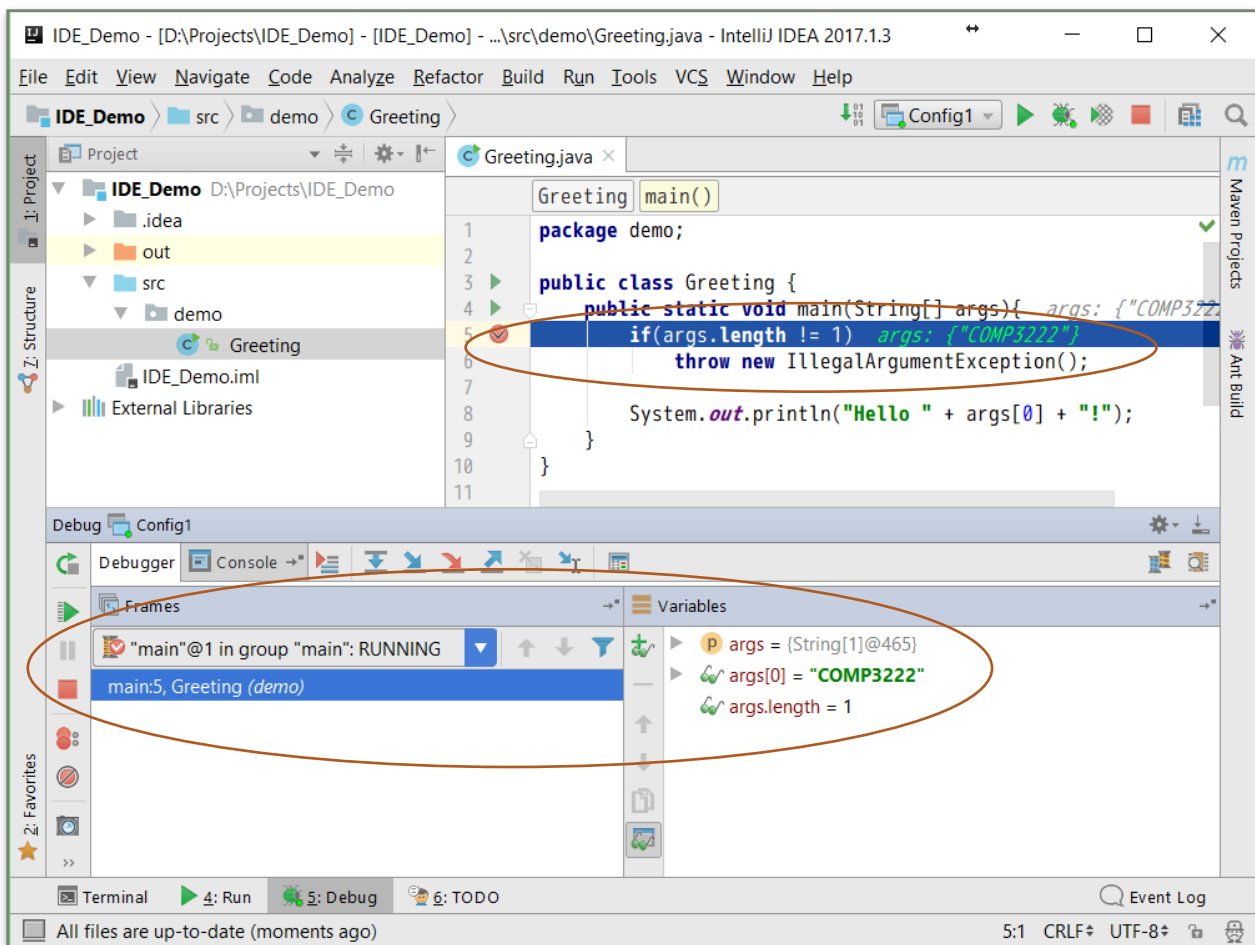 IDE_Demo - [D:\Projects\IDE_Demo] - [IDE_Demo] - ...\src\demo\Greeting.java - IntelliJ IDEA 2017.1.3
File Edit View Navigate Code Analyze Refactor Build Run Tools VCS Window Help
IDE_Demo src demo Greeting Config1
1: Project
Z: Structure
2: Favorites
Project
IDE_Demo D:\Projects\IDE_Demo
.idea
out
src
demo
Greeting
IDE_Demo.iml
External Libraries
Greeting.java
Greeting main()
1 package demo;
2
3 public class Greeting {
4 public static void main(String[] args){ args: {"COMP3222
5 if(args.length != 1) args: {"COMP3222"}
6 throw new IllegalArgumentException();
7
8 System.out.println("Hello " + args[0] + "!");
9 }
10 }
11
Maven Projects
Ant Build
Debug Config1
Debugger Console
Frames
"main"@1 in group "main": RUNNING
main:5, Greeting (demo)
Variables
args = {String[1]@465}
args[0] = "COMP3222"
args.length = 1
Terminal 4: Run 5: Debug 6: TODO Event Log
All files are up-to-date (moments ago) 5:1 CRLF UTF-8